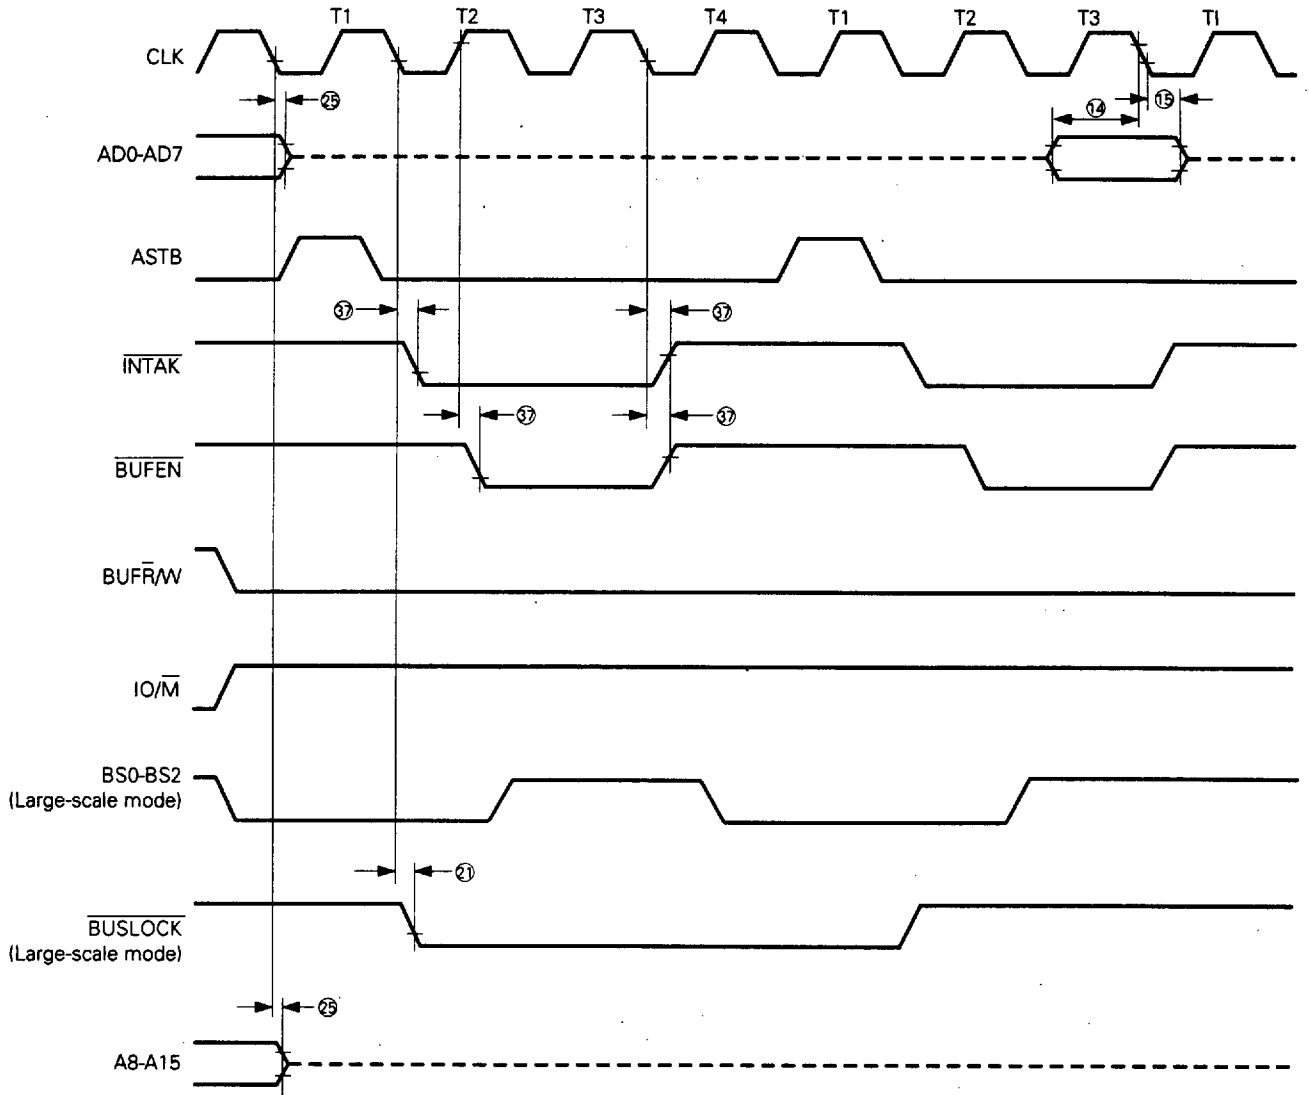 T1 T2 T3 T4 T1 T2 T3 TI
CLK
㉕
⑭ ⑮
AD0-AD7
ASTB
㊲ ㊲
INTAK
㊲ ㊲
BUFEN
BUFR/W
IO/M
BS0-BS2
(Large-scale mode)
㉑
BUSLOCK
(Large-scale mode)
㉕
A8-A15